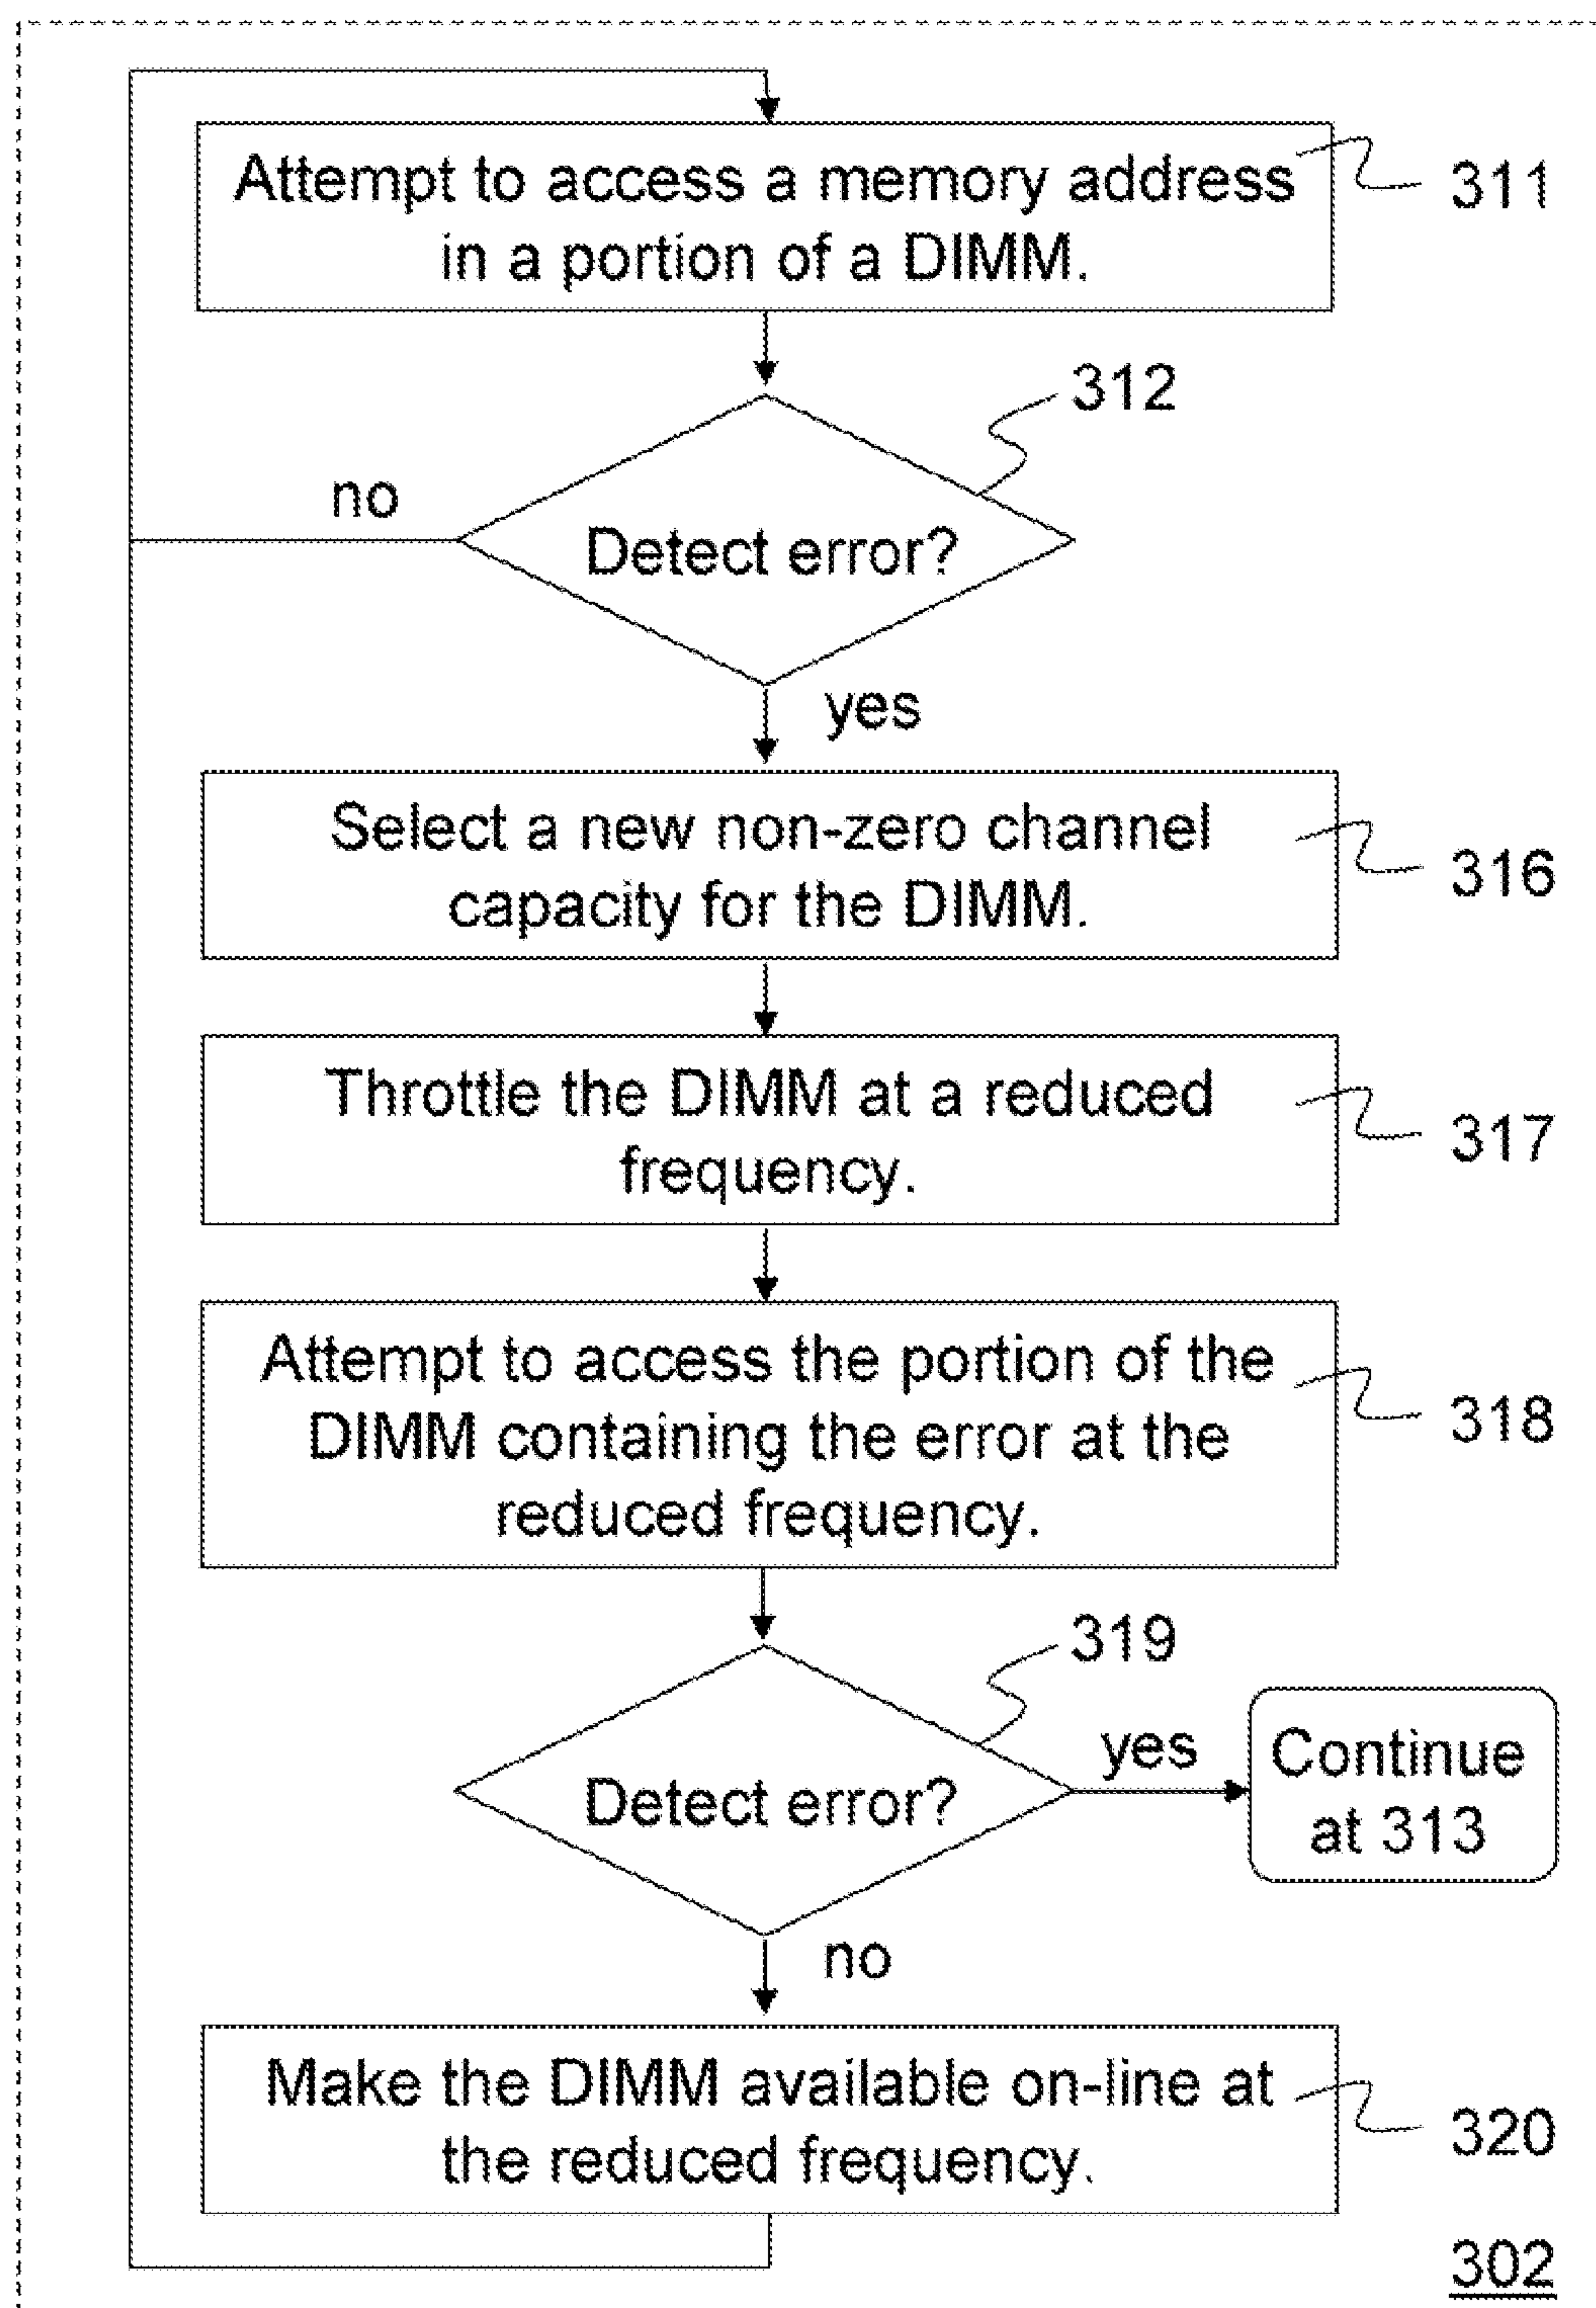 Attempt to access a memory address
in a portion of a DIMM.
311
312
no
Detect error?
yes
Select a new non-zero channel
capacity for the DIMM.
316
Throttle the DIMM at a reduced
frequency.
317
Attempt to access the portion of the
DIMM containing the error at the
reduced frequency.
318
319
Detect error?
yes
Continue
at 313
no
Make the DIMM available on-line at
the reduced frequency.
320
302